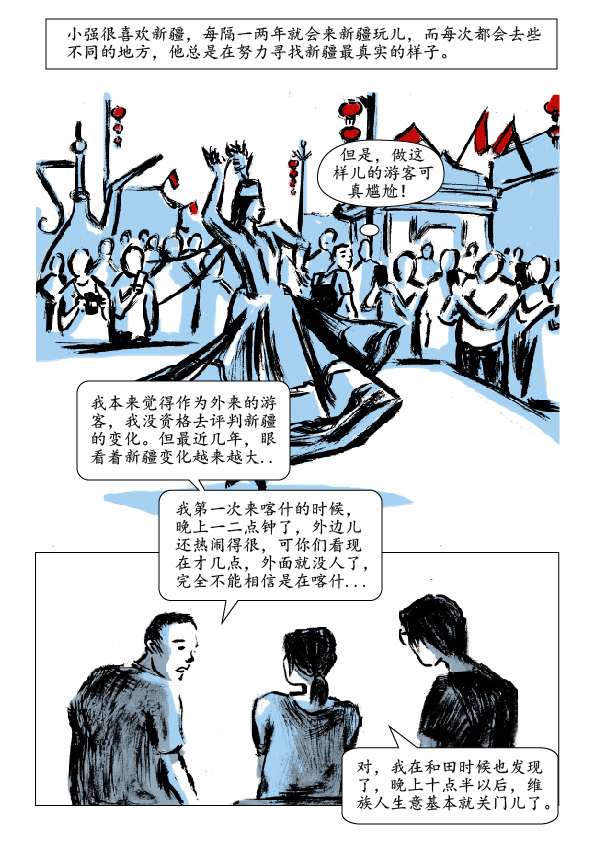 小强很喜欢新疆，每隔一两年就会来新疆玩儿，而每次都会去些
不同的地方，他总是在努力寻找新疆最真实的样子。
但是，做这
样儿的游客可
真尴尬！
我本来觉得作为外来的游
客，我没资格去评判新疆
的变化。但最近几年，眼
看着新疆变化越来越大..
我第一次来喀什的时候，
晚上一二点钟了，外边儿
还热闹得很，可你们看现
在才几点，外面就没人了，
完全不能相信是在喀什...
对，我在和田时候也发现
了，晚上十点半以后，维
族人生意基本就关门儿了。